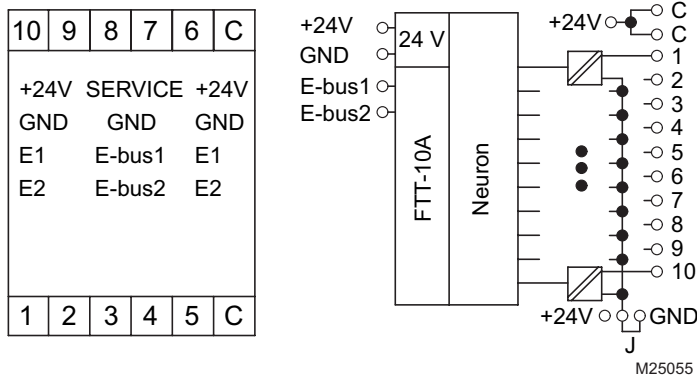 10 9 8 7 6 C
+24V SERVICE +24V
GND GND GND
E1 E-bus1 E1
E2 E-bus2 E2
1 2 3 4 5 C
+24V
GND
E-bus1
E-bus2
24 V
FTT-10A
Neuron
+24V
C
C
1
2
3
4
5
6
7
8
9
10
+24V GND
J
M25055